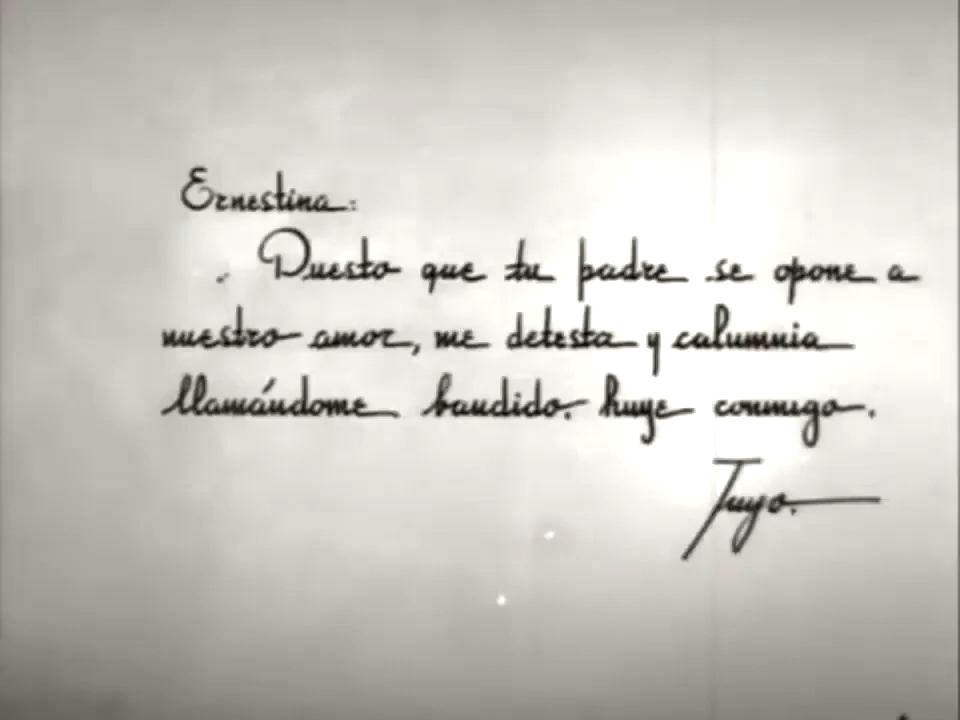 Ernestina:
Puesto que tu padre se opone a
nuestro amor, me detesta y calumnia
llamándome bandido. huye conmigo.
Tuyo.